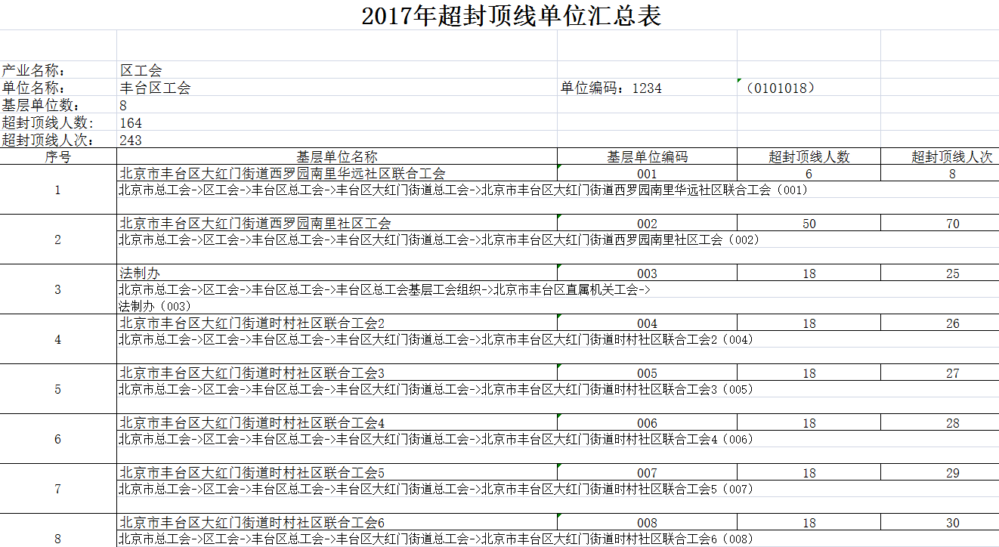 2017年超封顶线单位汇总表
产业名称： 区工会
单位名称： 丰台区工会 单位编码：1234 （0101018）
基层单位数： 8
超封顶线人数： 164
超封顶线人次： 243
序号 基层单位名称 基层单位编码 超封顶线人数 超封顶线人次
北京市丰台区大红门街道西罗园南里华远社区联合工会 001 6 8
1 北京市总工会->区工会->丰台区总工会->丰台区大红门街道总工会->北京市丰台区大红门街道西罗园南里华远社区联合工会（001）
北京市丰台区大红门街道西罗园南里社区工会 002 50 70
2 北京市总工会->区工会->丰台区总工会->丰台区大红门街道总工会->北京市丰台区大红门街道西罗园南里社区工会（002）
法制办 003 18 25
3 北京市总工会->区工会->丰台区总工会->丰台区总工会基层工会组织->北京市丰台区直属机关工会->
法制办（003）
北京市丰台区大红门街道时村社区联合工会2 004 18 26
4 北京市总工会->区工会->丰台区总工会->丰台区大红门街道总工会->北京市丰台区大红门街道时村社区联合工会2（004）
北京市丰台区大红门街道时村社区联合工会3 005 18 27
5 北京市总工会->区工会->丰台区总工会->丰台区大红门街道总工会->北京市丰台区大红门街道时村社区联合工会3（005）
北京市丰台区大红门街道时村社区联合工会4 006 18 28
6 北京市总工会->区工会->丰台区总工会->丰台区大红门街道总工会->北京市丰台区大红门街道时村社区联合工会4（006）
北京市丰台区大红门街道时村社区联合工会5 007 18 29
7 北京市总工会->区工会->丰台区总工会->丰台区大红门街道总工会->北京市丰台区大红门街道时村社区联合工会5（007）
北京市丰台区大红门街道时村社区联合工会6 008 18 30
8 北京市总工会->区工会->丰台区总工会->丰台区大红门街道总工会->北京市丰台区大红门街道时村社区联合工会6（008）